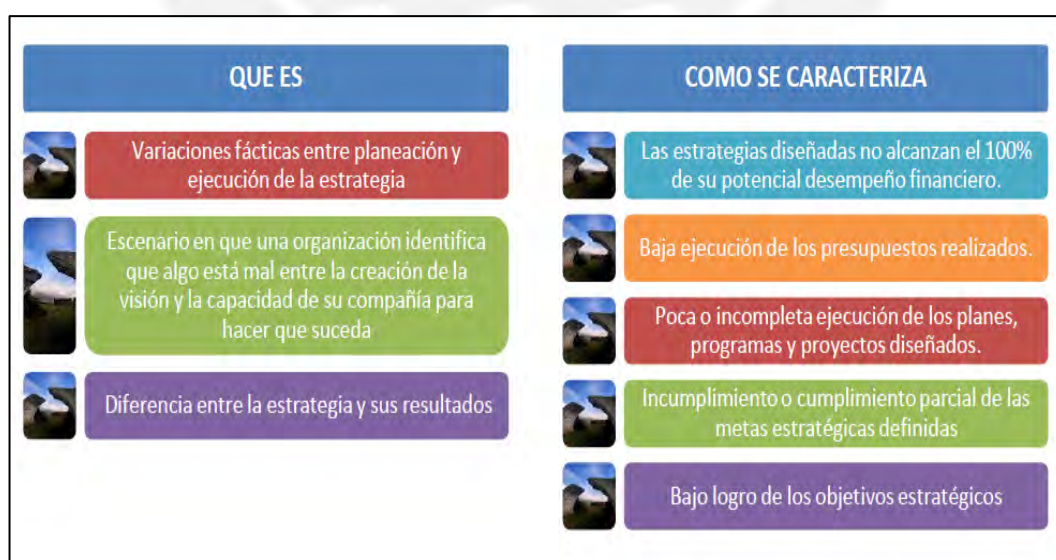 QUE ES
Variaciones fácticas entre planeación y
ejecución de la estrategia
Escenario en que una organización identifica
que algo está mal entre la creación de la
visión y la capacidad de su compañía para
hacer que suceda
Diferencia entre la estrategia y sus resultados
COMO SE CARACTERIZA
Las estrategias diseñadas no alcanzan el 100%
de su potencial desempeño financiero.
Baja ejecución de los presupuestos realizados.
Poca o incompleta ejecución de los planes,
programas y proyectos diseñados.
Incumplimiento o cumplimiento parcial de las
metas estratégicas definidas
Bajo logro de los objetivos estratégicos